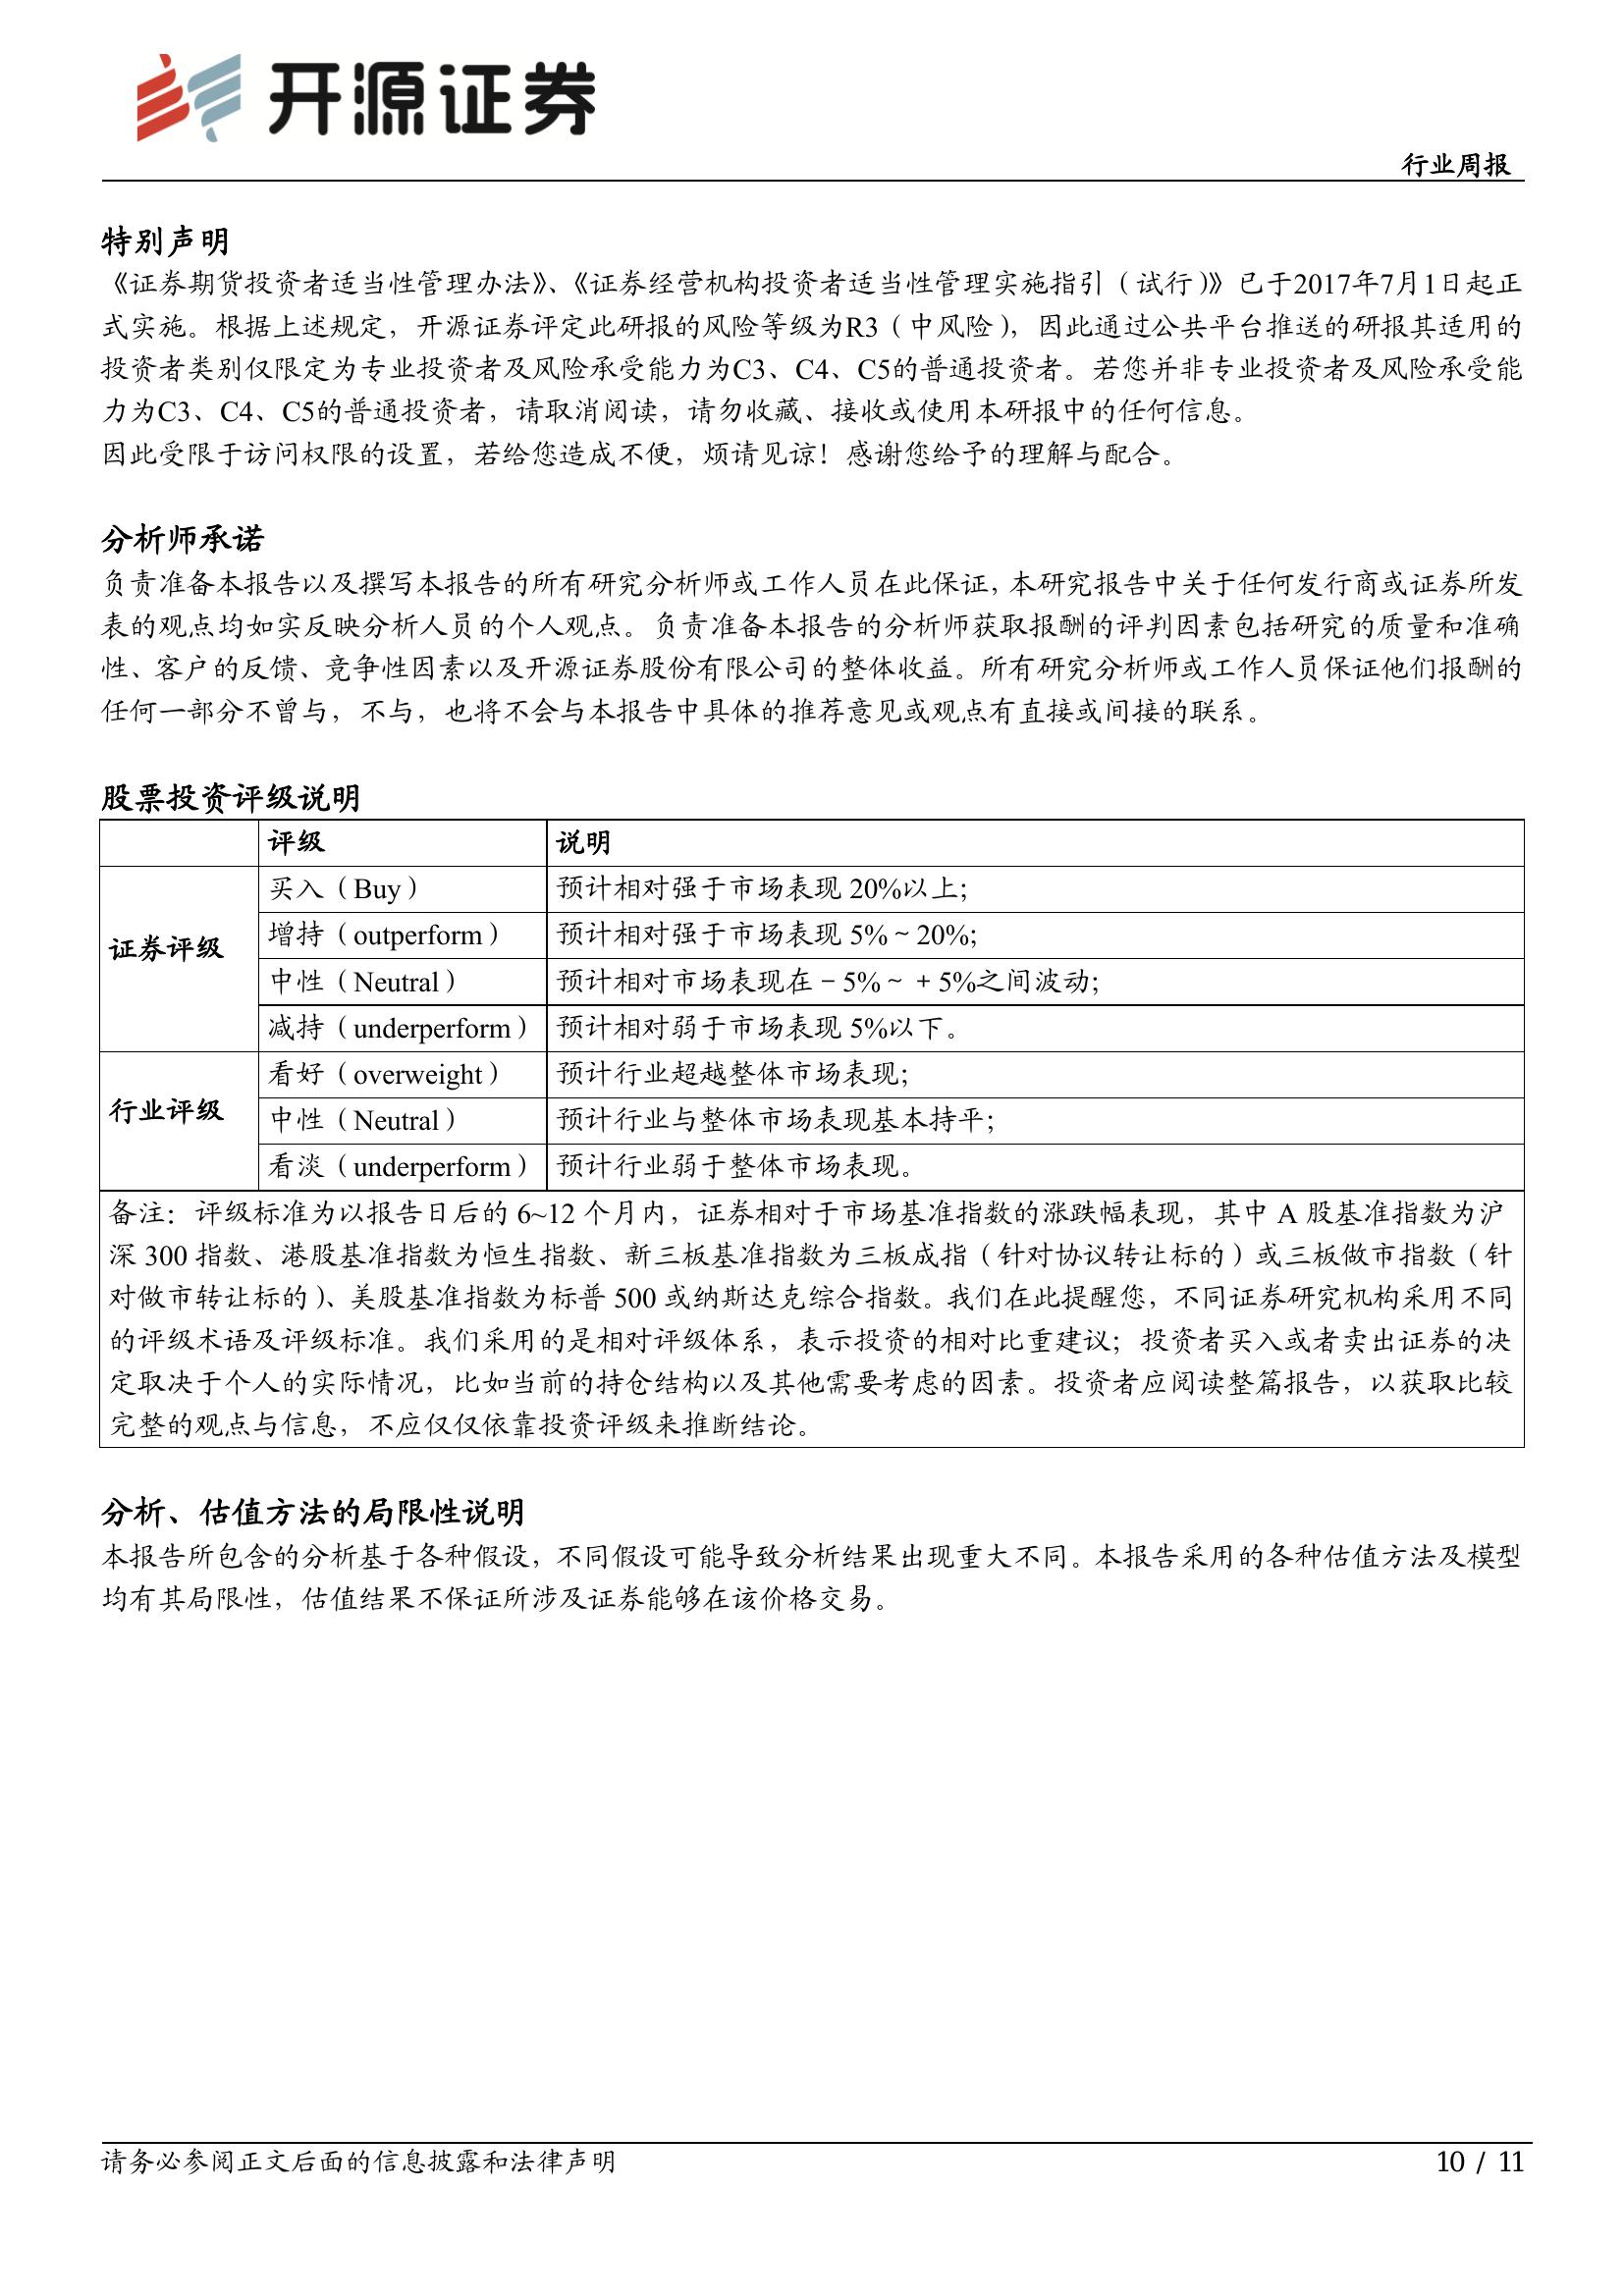 开源证券
行业周报
特别声明
《证券期货投资者适当性管理办法》、《证券经营机构投资者适当性管理实施指引（试行）》已于2017年7月1日起正
式实施。根据上述规定，开源证券评定此研报的风险等级为R3（中风险），因此通过公共平台推送的研报其适用的
投资者类别仅限定为专业投资者及风险承受能力为C3、C4、C5的普通投资者。若您并非专业投资者及风险承受能
力为C3、C4、C5的普通投资者，请取消阅读，请勿收藏、接收或使用本研报中的任何信息。
因此受限于访问权限的设置，若给您造成不便，烦请见谅！感谢您给予的理解与配合。
分析师承诺
负责准备本报告以及撰写本报告的所有研究分析师或工作人员在此保证，本研究报告中关于任何发行商或证券所发
表的观点均如实反映分析人员的个人观点。负责准备本报告的分析师获取报酬的评判因素包括研究的质量和准确
性、客户的反馈、竞争性因素以及开源证券股份有限公司的整体收益。所有研究分析师或工作人员保证他们报酬的
任何一部分不曾与，不与，也将不会与本报告中具体的推荐意见或观点有直接或间接的联系。
股票投资评级说明
评级 说明
证券评级
买入（Buy） 预计相对强于市场表现 20%以上；
增持（outperform） 预计相对强于市场表现 5%～20%；
中性（Neutral） 预计相对市场表现在－5%～＋5%之间波动；
减持（underperform） 预计相对弱于市场表现 5%以下。
行业评级
看好（overweight） 预计行业超越整体市场表现；
中性（Neutral） 预计行业与整体市场表现基本持平；
看淡（underperform） 预计行业弱于整体市场表现。
备注：评级标准为以报告日后的 6~12 个月内，证券相对于市场基准指数的涨跌幅表现，其中 A 股基准指数为沪
深 300 指数、港股基准指数为恒生指数、新三板基准指数为三板成指（针对协议转让标的）或三板做市指数（针
对做市转让标的）、美股基准指数为标普 500 或纳斯达克综合指数。我们在此提醒您，不同证券研究机构采用不同
的评级术语及评级标准。我们采用的是相对评级体系，表示投资的相对比重建议；投资者买入或者卖出证券的决
定取决于个人的实际情况，比如当前的持仓结构以及其他需要考虑的因素。投资者应阅读整篇报告，以获取比较
完整的观点与信息，不应仅仅依靠投资评级来推断结论。
分析、估值方法的局限性说明
本报告所包含的分析基于各种假设，不同假设可能导致分析结果出现重大不同。本报告采用的各种估值方法及模型
均有其局限性，估值结果不保证所涉及证券能够在该价格交易。
请务必参阅正文后面的信息披露和法律声明
10 / 11